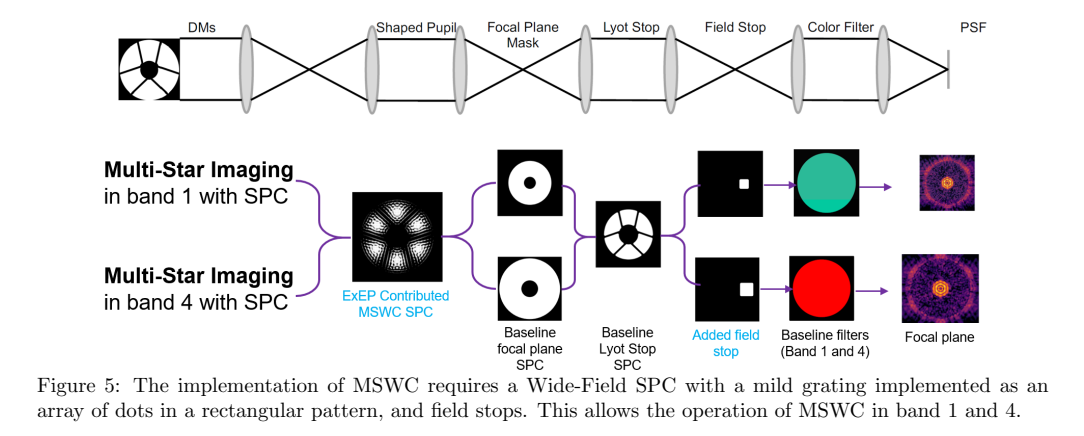 DMs
Shaped Pupil
Focal Plane
Mask
Lyot Stop
Field Stop
Color Filter
PSF
Multi-Star Imaging
in band 1 with SPC
Multi-Star Imaging
in band 4 with SPC
ExEP Contributed
MSWC SPC
Baseline
focal plane
SPC
Baseline
Lyot Stop
SPC
Added field
stop
Baseline filters
(Band 1 and 4)
Focal plane
Figure 5: The implementation of MSWC requires a Wide-Field SPC with a mild grating implemented as an
array of dots in a rectangular pattern, and field stops. This allows the operation of MSWC in band 1 and 4.